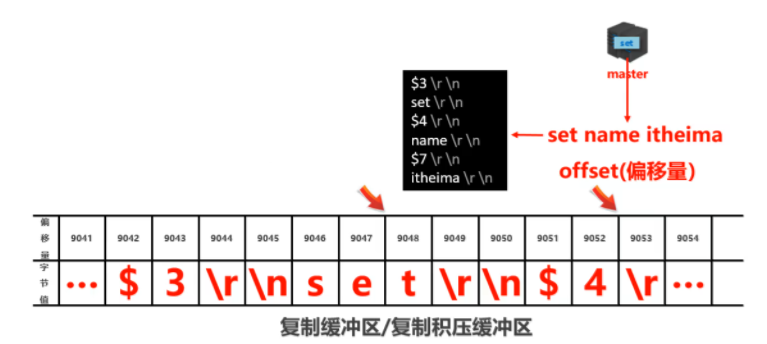 set
master
$3 \r \n
set \r \n
$4 \r \n
name \r \n
$7 \r \n
itheima \r \n
set name itheima
offset(偏移量)
偏移量 9041 9042 9043 9044 9045 9046 9047 9048 9049 9050 9051 9052 9053 9054
字节值 ... $ 3 \r \n s e t \r \n $ 4 \r ...
复制缓冲区/复制积压缓冲区